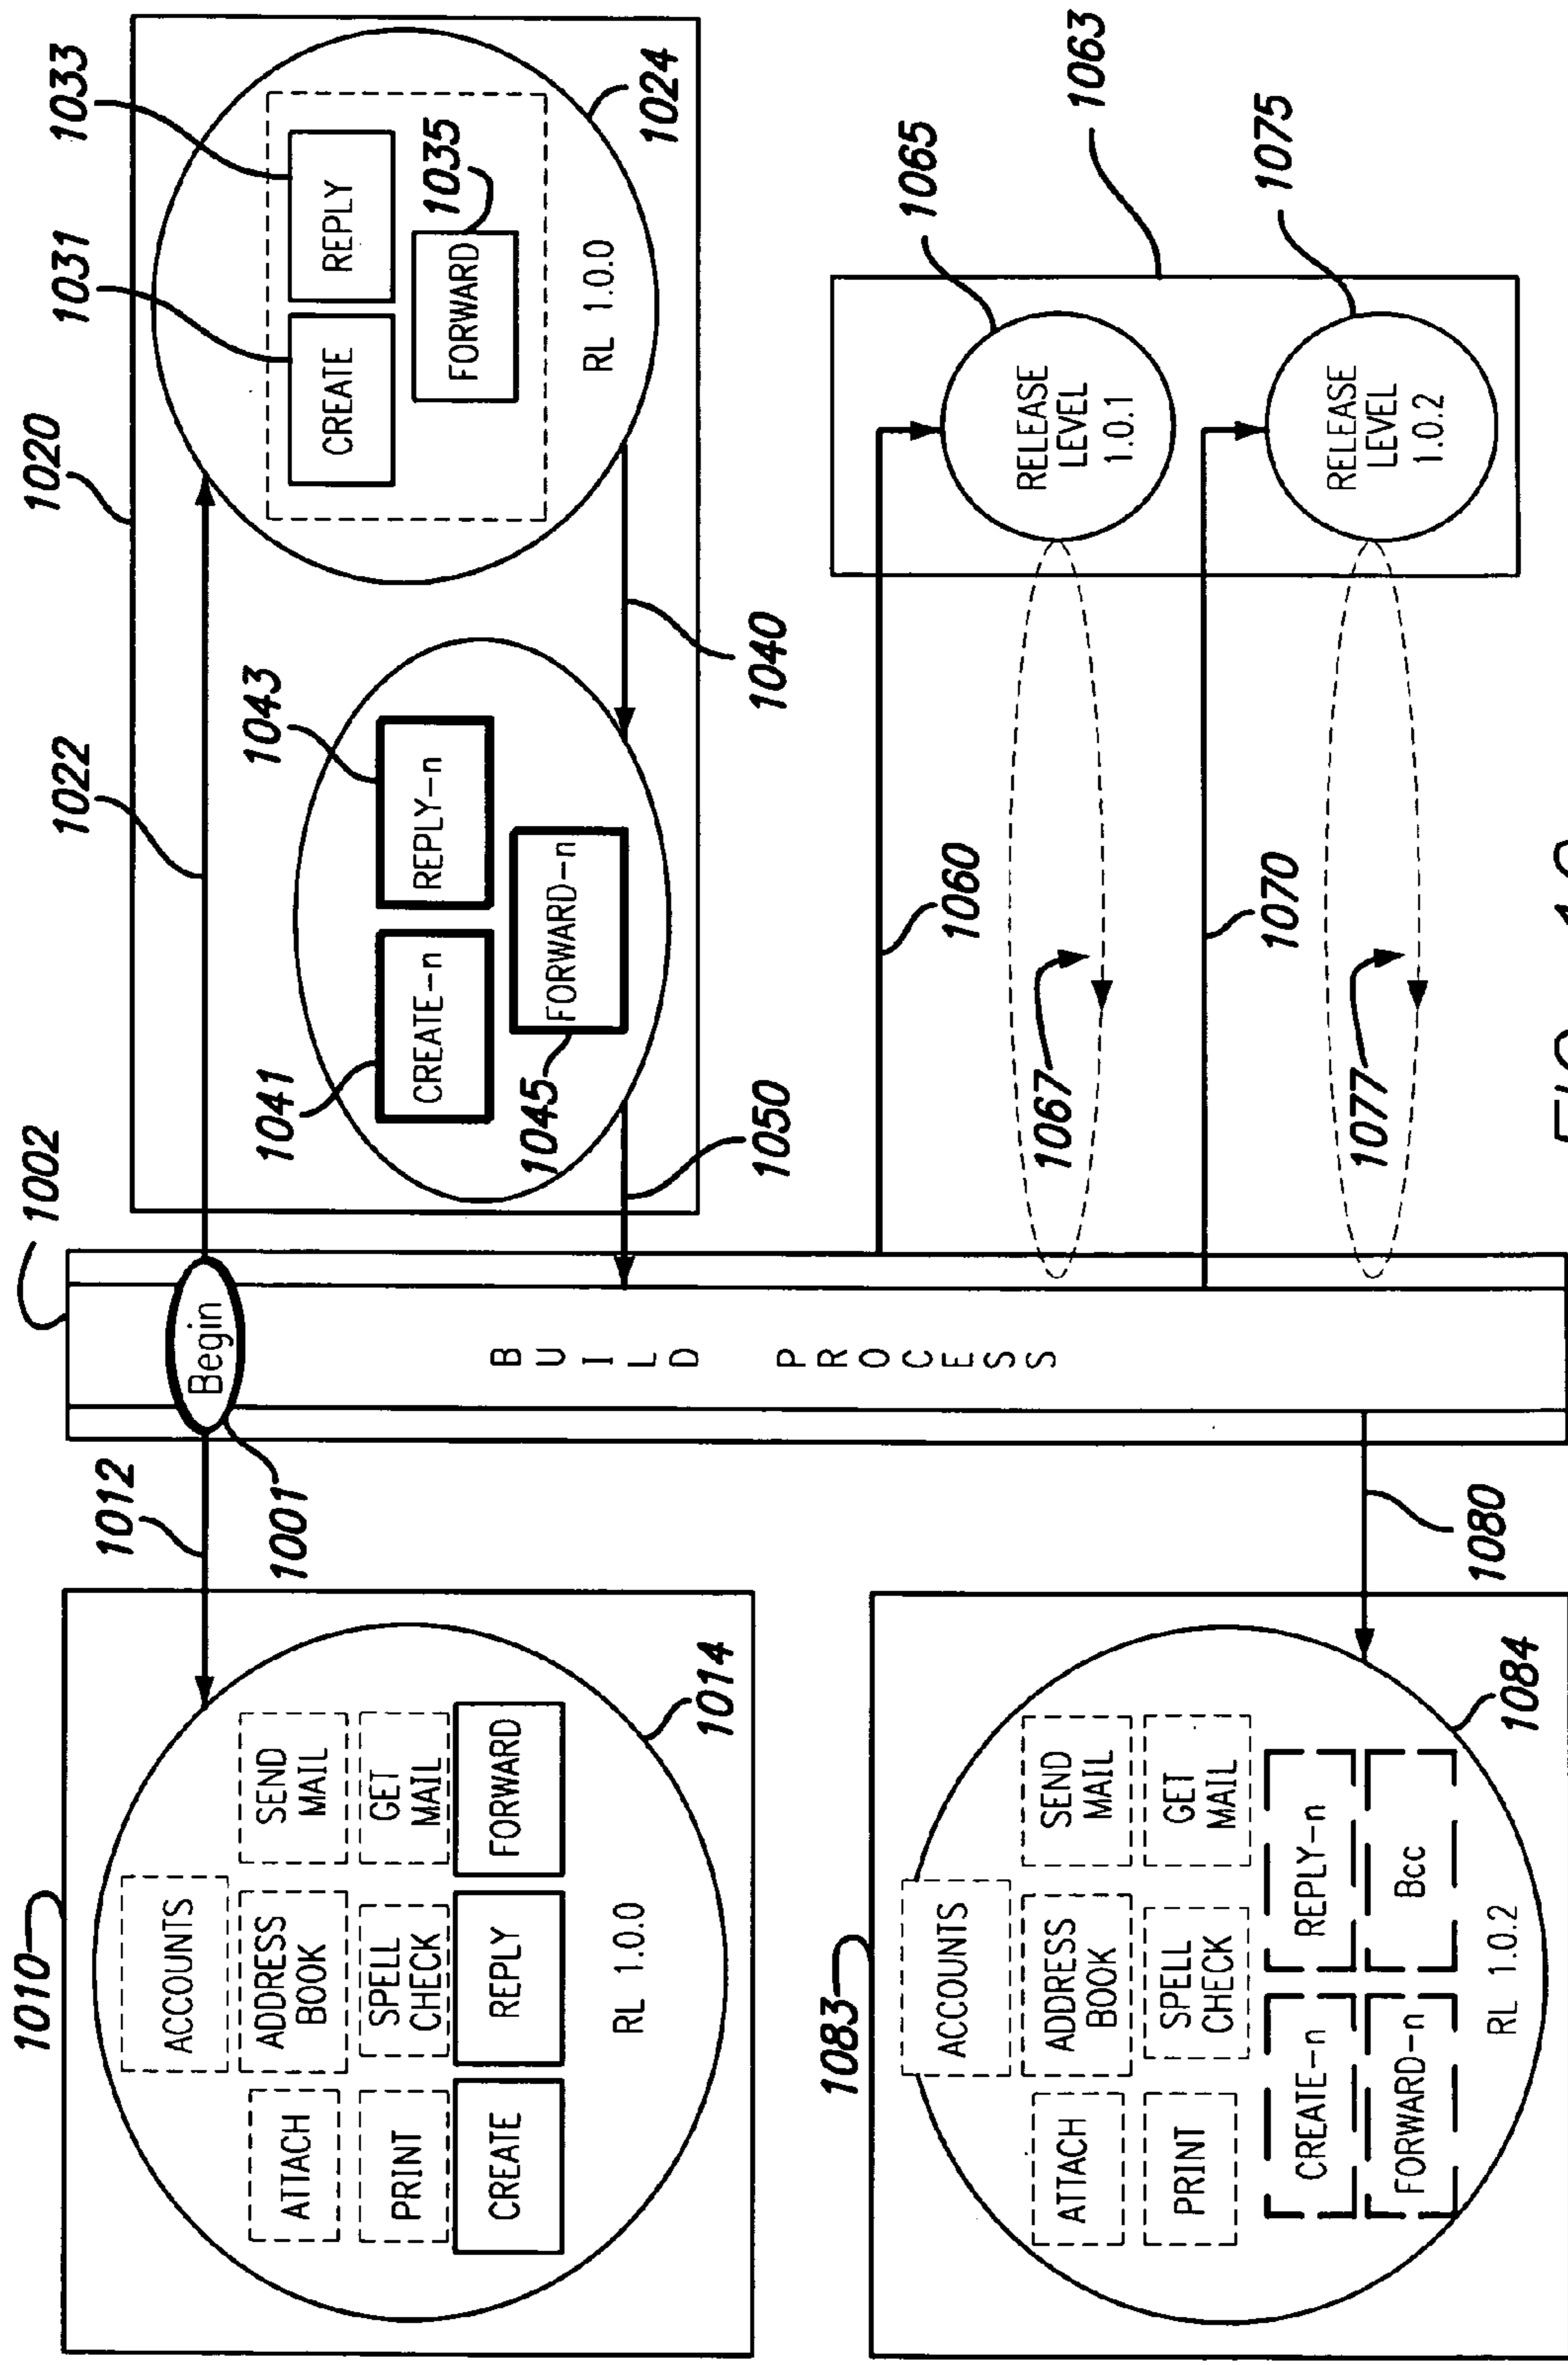 1010
1012
1001
1002
1022
1020
1031
1033
Begin
ACCOUNTS
ATTACH
ADDRESS
BOOK
SEND
MAIL
PRINT
SPELL
CHECK
GET
MAIL
CREATE
REPLY
FORWARD
RL 1.0.0
1014
BUILD PROCESS
1041
1043
CREATE-n
REPLY-n
FORWARD-n
1045
1050
1040
CREATE
REPLY
FORWARD
1035
RL 1.0.0
1024
1083
ACCOUNTS
ATTACH
ADDRESS
BOOK
SEND
MAIL
PRINT
SPELL
CHECK
GET
MAIL
CREATE-n
REPLY-n
FORWARD-n
Bcc
RL 1.0.2
1084
1080
1060
1067
RELEASE
LEVEL
1.0.1
1065
1063
1070
1077
RELEASE
LEVEL
1.0.2
1075